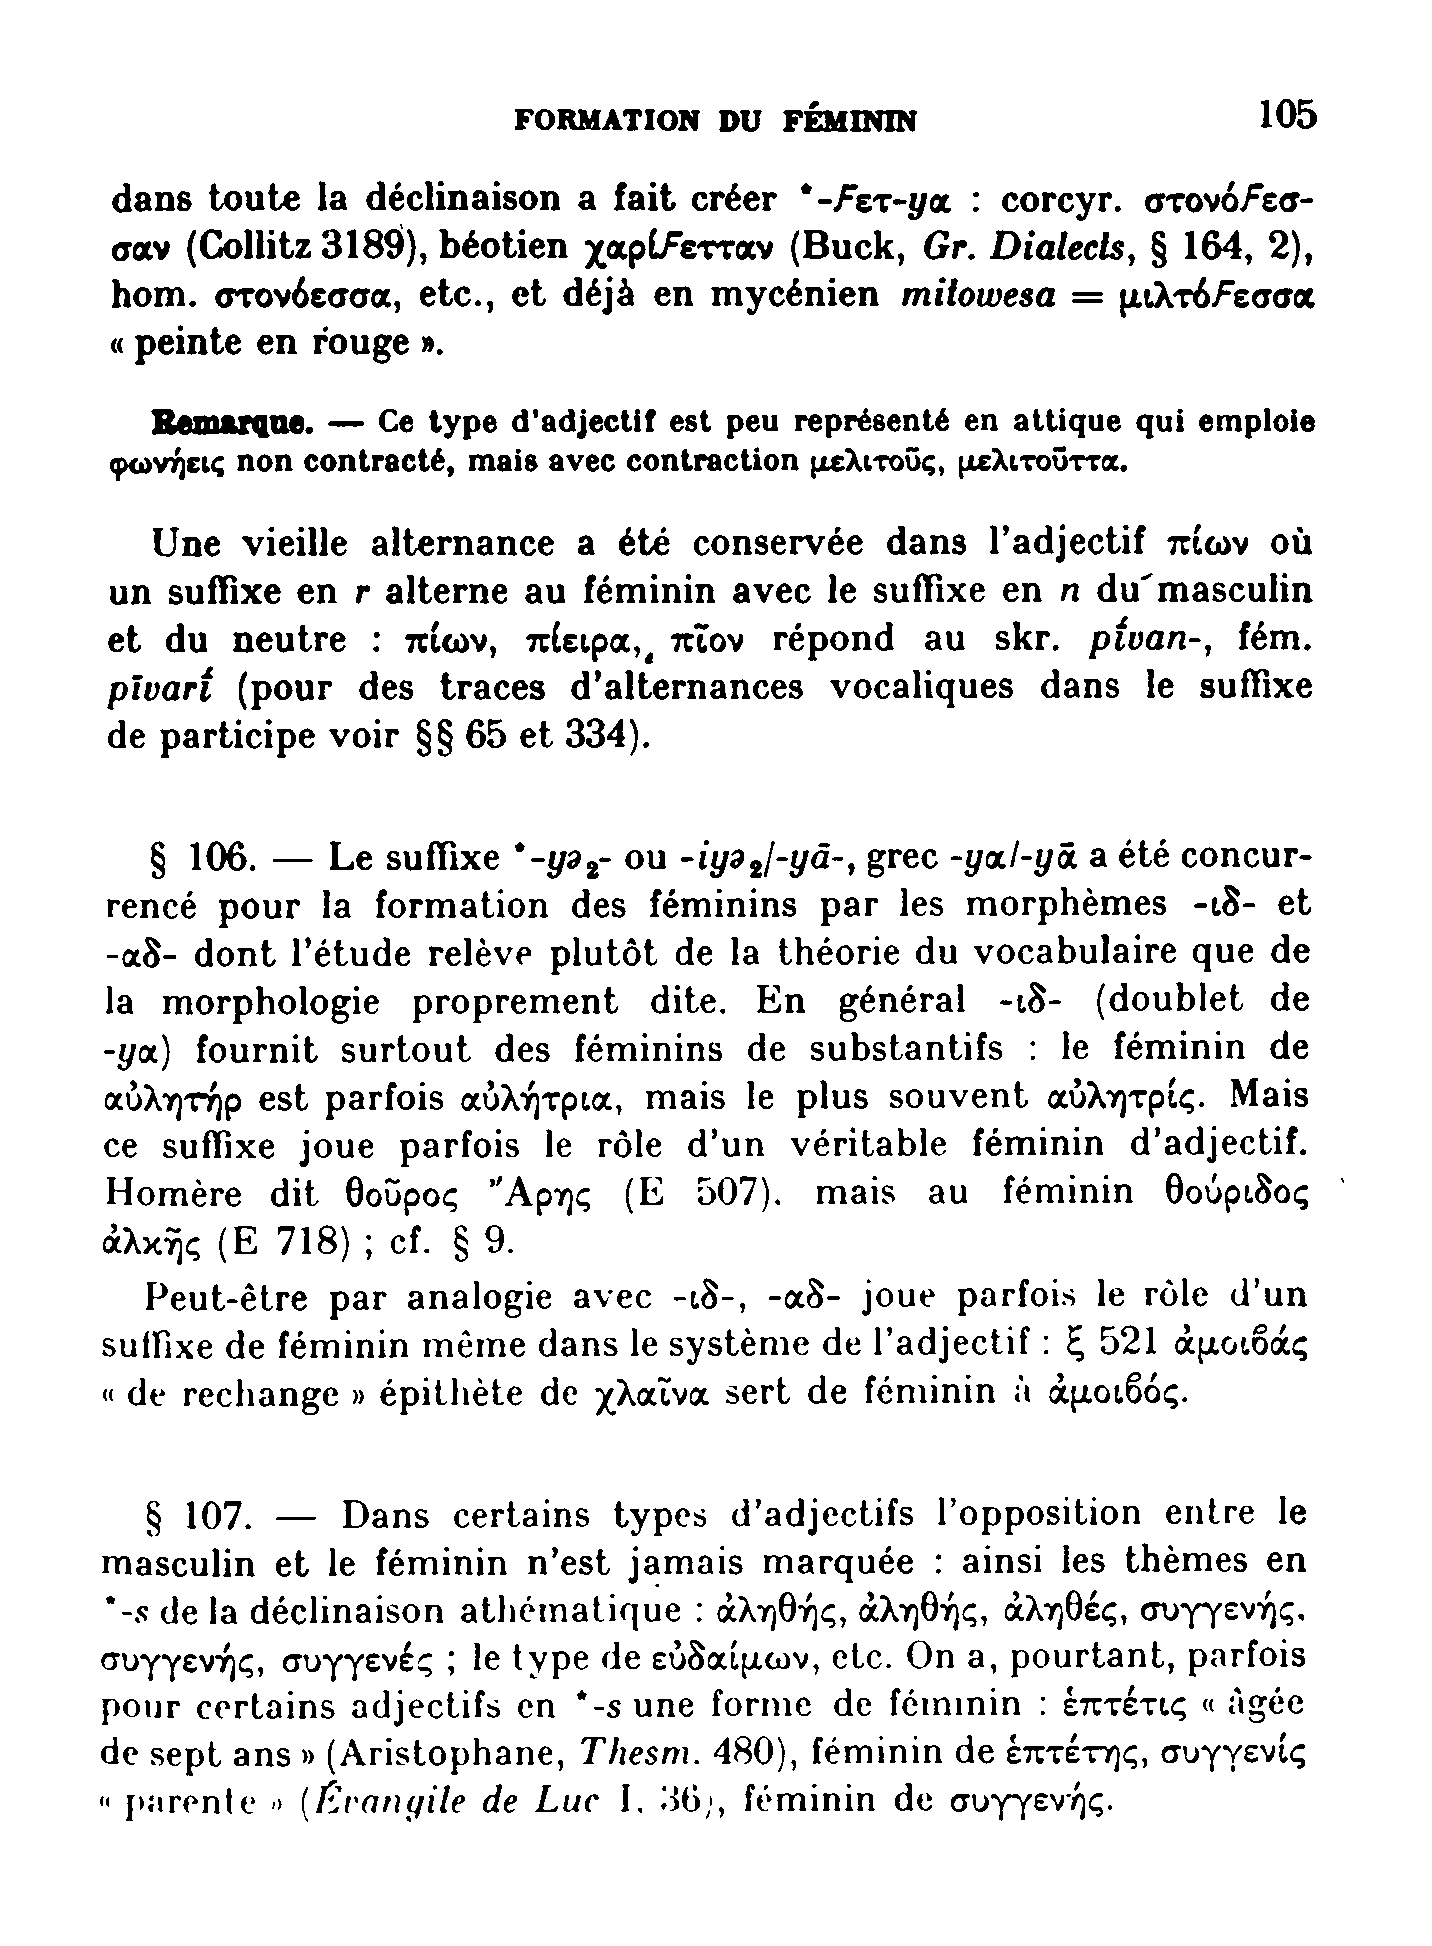 FORMATION DU FÉMININ 105
dans toute la déclinaison a fait créer *-Ϝετ-yα : corcyr. στονόϜεσ-
σαν (Collitz 3189), béotien χαρίϜετταν (Buck, Gr. Dialects, § 164, 2),
hom. στονόεσσα, etc., et déjà en mycénien mitowesa = μιλτόϜεσσα
« peinte en rouge ».
Remarque. — Ce type d'adjectif est peu représenté en attique qui emploie
φωνήεις non contracté, mais avec contraction μελιτοῦς, μελιτοῦττα.
Une vieille alternance a été conservée dans l'adjectif πίων où
un suffixe en r alterne au féminin avec le suffixe en n du masculin
et du neutre : πίων, πίειρα, πῖον répond au skr. pī́van-, fém.
pīvarī́ (pour des traces d'alternances vocaliques dans le suffixe
de participe voir §§ 65 et 334).
§ 106. — Le suffixe *-yə₂- ou -iyə₂/-yā-, grec -yα/-yᾱ a été concur-
rencé pour la formation des féminins par les morphèmes -ιδ- et
-αδ- dont l'étude relève plutôt de la théorie du vocabulaire que de
la morphologie proprement dite. En général -ιδ- (doublet de
-yα) fournit surtout des féminins de substantifs : le féminin de
αὐλητήρ est parfois αὐλήτρια, mais le plus souvent αὐλητρίς. Mais
ce suffixe joue parfois le rôle d'un véritable féminin d'adjectif.
Homère dit θοῦρος Ἄρης (E 507), mais au féminin θούριδος
ἀλκῆς (E 718) ; cf. § 9.
Peut-être par analogie avec -ιδ-, -αδ- joue parfois le rôle d'un
suffixe de féminin même dans le système de l'adjectif : ξ 521 ἀμοιϐάς
« de rechange » épithète de χλαῖνα sert de féminin à ἀμοιϐός.
§ 107. — Dans certains types d'adjectifs l'opposition entre le
masculin et le féminin n'est jamais marquée : ainsi les thèmes en
*-s de la déclinaison athématique : ἀληθής, ἀληθής, ἀληθές, συγγενής,
συγγενής, συγγενές ; le type de εὐδαίμων, etc. On a, pourtant, parfois
pour certains adjectifs en *-s une forme de féminin : ἑπτέτις « âgée
de sept ans » (Aristophane, Thesm. 480), féminin de ἑπτέτης, συγγενίς
« parente » (Évangile de Luc I, 36), féminin de συγγενής.